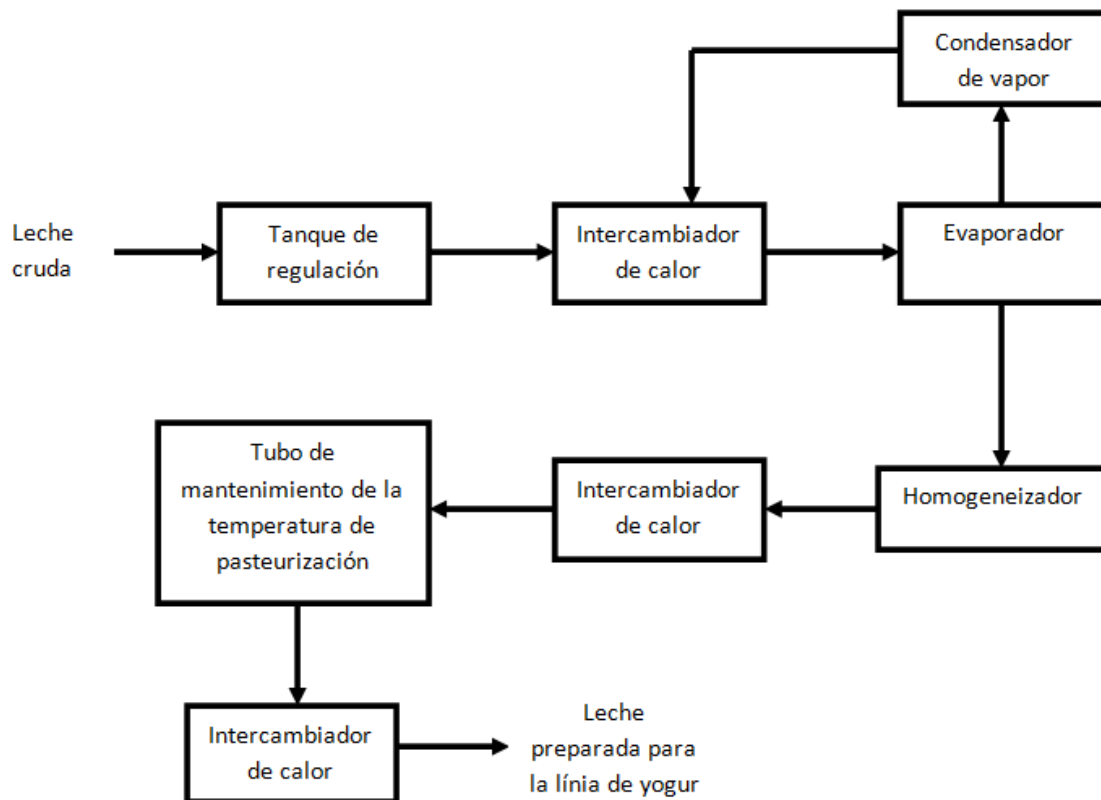 Condensador
de vapor
Leche
cruda
Tanque de
regulación
Intercambiador
de calor
Evaporador
Homogeneizador
Intercambiador
de calor
Tubo de
mantenimiento de la
temperatura de
pasteurización
Intercambiador
de calor
Leche
preparada para
la línia de yogur